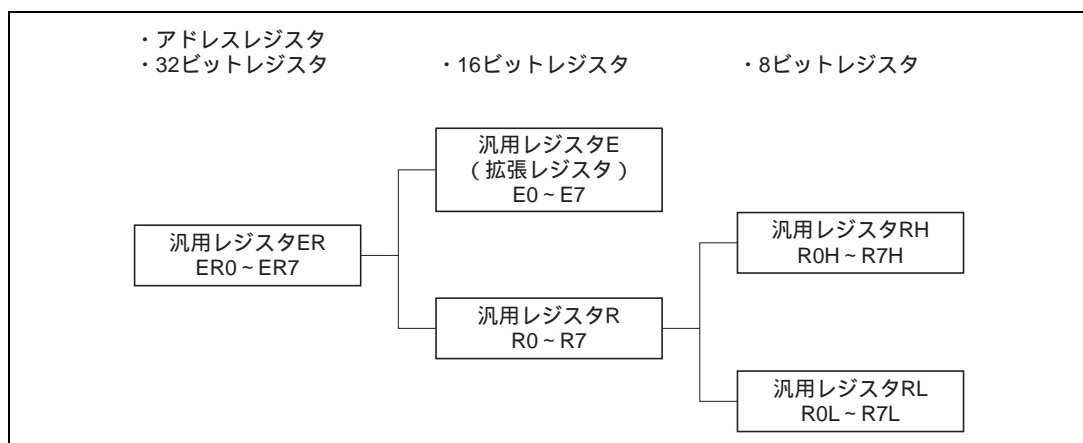 ・アドレスレジスタ
・32ビットレジスタ
・16ビットレジスタ
・8ビットレジスタ
汎用レジスタER
ER0~ER7
汎用レジスタE
(拡張レジスタ)
E0~E7
汎用レジスタR
R0~R7
汎用レジスタRH
R0H~R7H
汎用レジスタRL
R0L~R7L